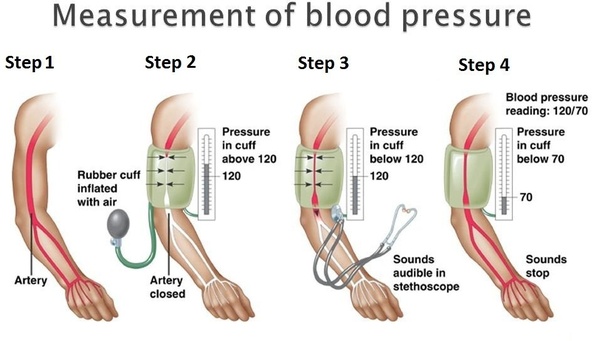 Measurement of blood pressure
Step 1
Step 2
Step 3
Step 4
Artery
Rubber cuff
inflated
with air
Pressure
in cuff
above 120
120
Artery
closed
Pressure
in cuff
below 120
120
Sounds
audible in
stethoscope
Blood pressure
reading: 120/70
Pressure
in cuff
below 70
70
Sounds
stop